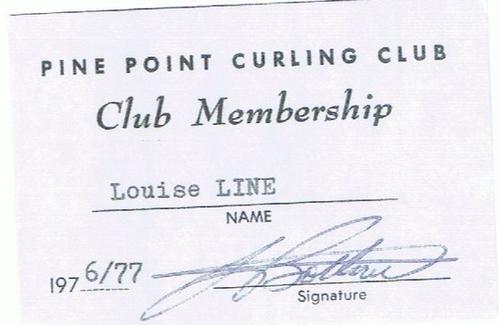 PINE POINT CURLING CLUB
Club Membership
Louise LINE
NAME
1976/77
Signature